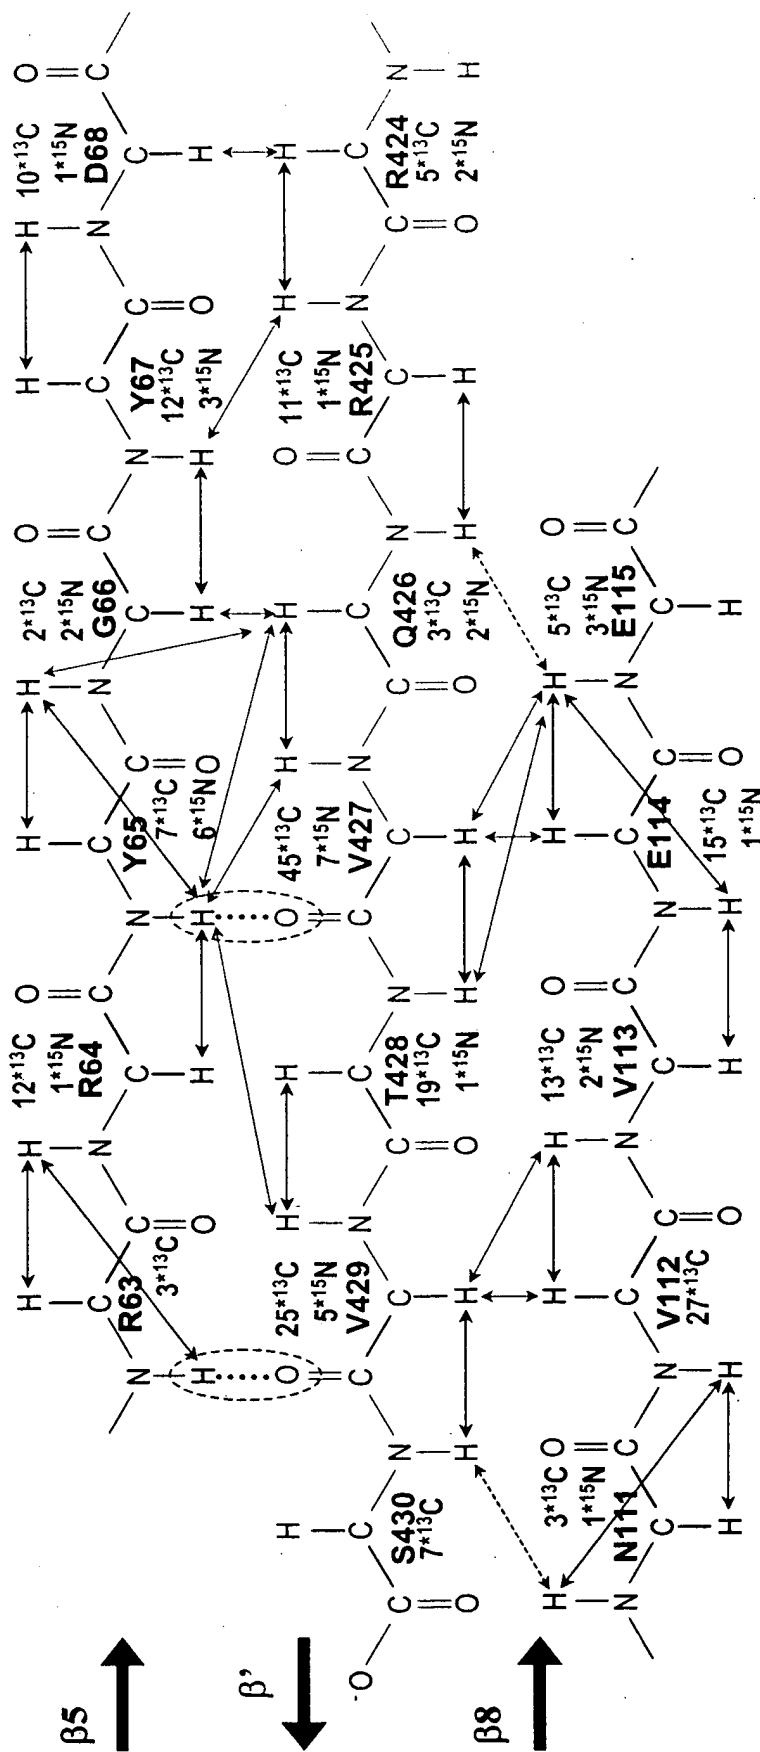 H H 12*13C O H H 2*13C O H H 10*13C O
1*15N 2*15N 1*15N
β5 C N R64 C C N G66 C C N D68 C
N R63 C C N Y65 C C N Y67 C C
3*13C 7*13C 12*13C
H O H H 6*15N O H H 3*15N O H
β'
O 25*13C H H O 45*13C H H O 11*13C H H
5*15N 7*15N 1*15N
C C V429 N C C V427 N C C R425 N C
C N C C N C C N C C N
S430 T428 Q426 R424
-O O 7*13C H H O 19*13C H H O 3*13C H H O 5*13C H
1*15N 2*15N 2*15N
β8
H 3*13C O H H 13*13C O H H 5*13C O
1*15N 2*15N 3*15N
N N111 C C N V113 C C N E115 C
C N V112 C C N E114 C C
27*13C 15*13C
H H O H H 1*15N O H